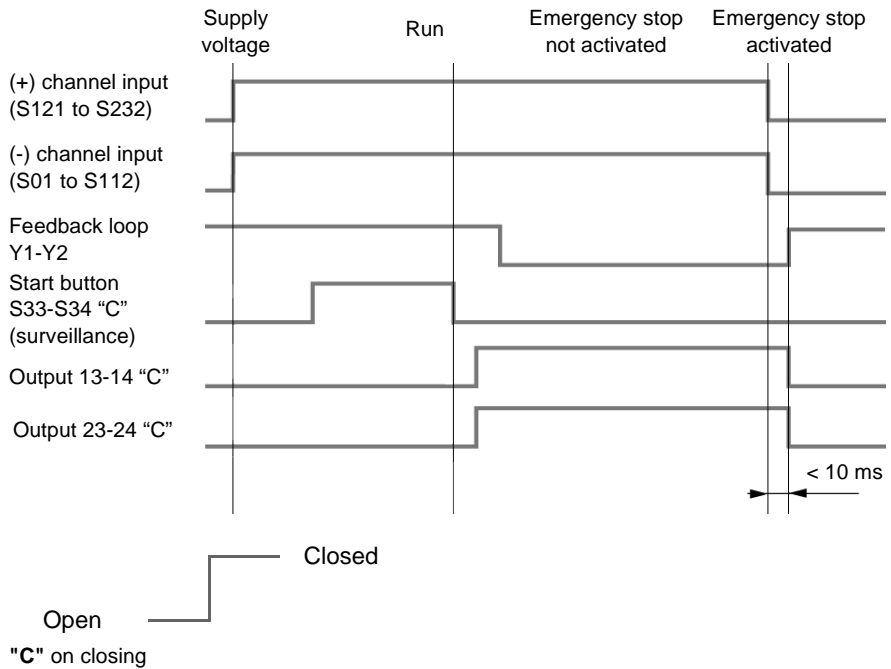 Supply
voltage
Run
Emergency stop
not activated
Emergency stop
activated
(+) channel input
(S121 to S232)
(-) channel input
(S01 to S112)
Feedback loop
Y1-Y2
Start button
S33-S34 “C”
(surveillance)
Output 13-14 “C”
Output 23-24 “C”
< 10 ms
Closed
Open
"C" on closing